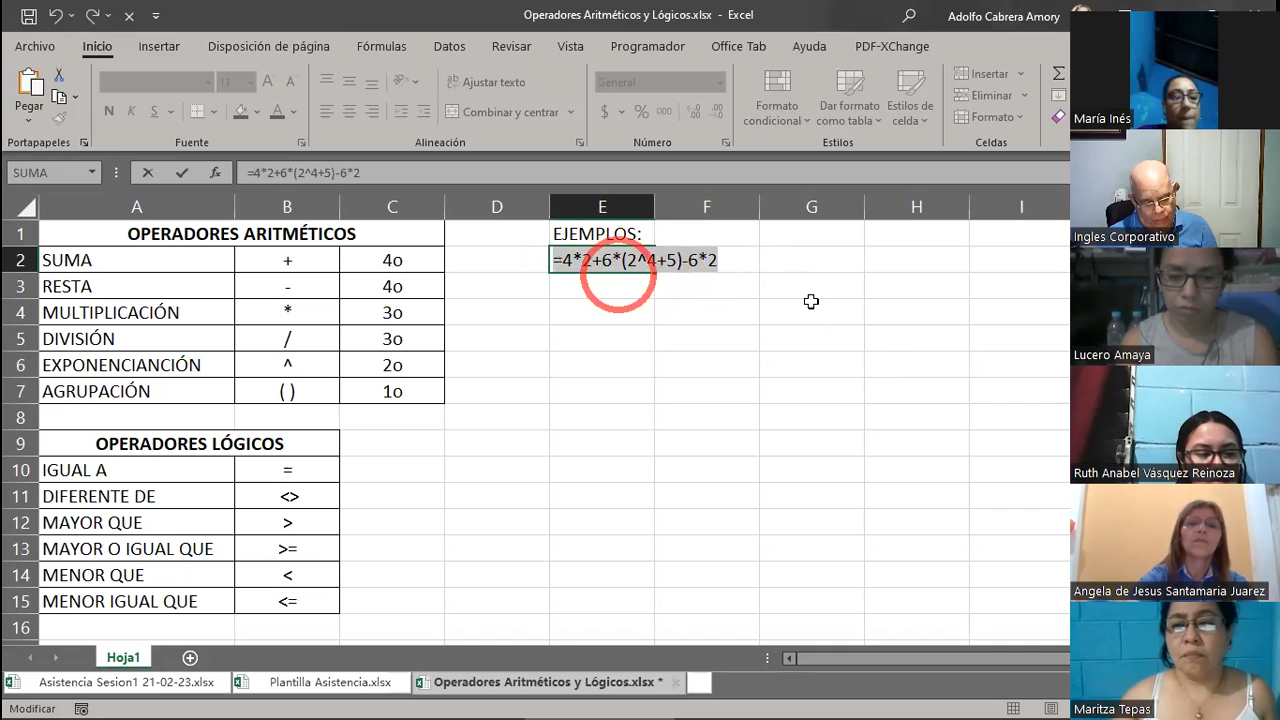 Operadores Aritméticos y Lógicos.xlsx - Excel
Adolfo Cabrera Amory
Archivo Inicio Insertar Disposición de página Fórmulas Datos Revisar Vista Programador Office Tab Ayuda PDF-XChange
Pegar
Portapapeles
11
N K S
A A
Fuente
Ajustar texto
Combinar y centrar
Alineación
General
$ % 000
Número
Formato condicional
Dar formato como tabla
Estilos de celda
Estilos
Insertar
Eliminar
Formato
Celdas
SUMA
fx
=4*2+6*(2^4+5)-6*2
A B C D E F G H I
1 OPERADORES ARITMÉTICOS EJEMPLOS:
2 SUMA + 4o =4*2+6*(2^4+5)-6*2
3 RESTA - 4o
4 MULTIPLICACIÓN * 3o
5 DIVISIÓN / 3o
6 EXPONENCIANCIÓN ^ 2o
7 AGRUPACIÓN ( ) 1o
8
9 OPERADORES LÓGICOS
10 IGUAL A =
11 DIFERENTE DE <>
12 MAYOR QUE >
13 MAYOR O IGUAL QUE >=
14 MENOR QUE <
15 MENOR IGUAL QUE <=
16
Hoja1
Asistencia Sesion1 21-02-23.xlsx
Plantilla Asistencia.xlsx
Operadores Aritméticos y Lógicos.xlsx *
Modificar
María Inés
Ingles Corporativo
Lucero Amaya
Ruth Anabel Vásquez Reinoza
Angela de Jesus Santamaria Juarez
Maritza Tepas